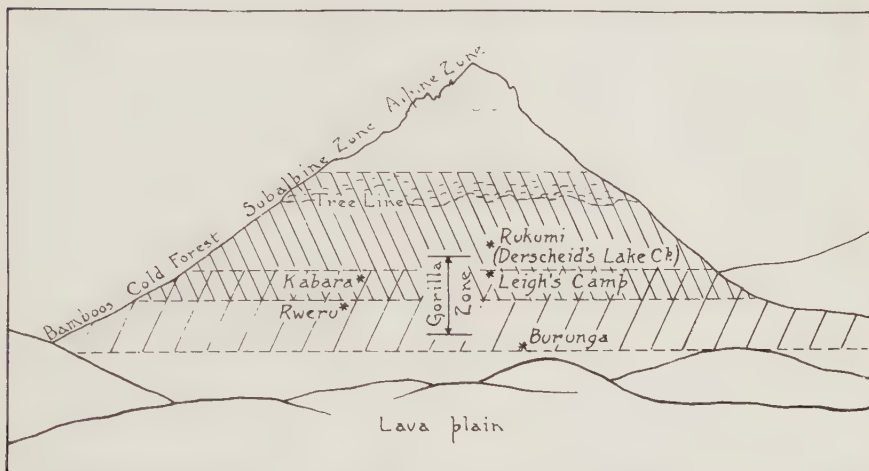 Alpine Zone
Subalpine Zone
Cold Forest
Bamboos
Tree Line
Rukumi
(Derscheid's Lake Ck)
Kabara
Leigh's Camp
Gorilla
Zone
Rweru
Burunga
Lava plain